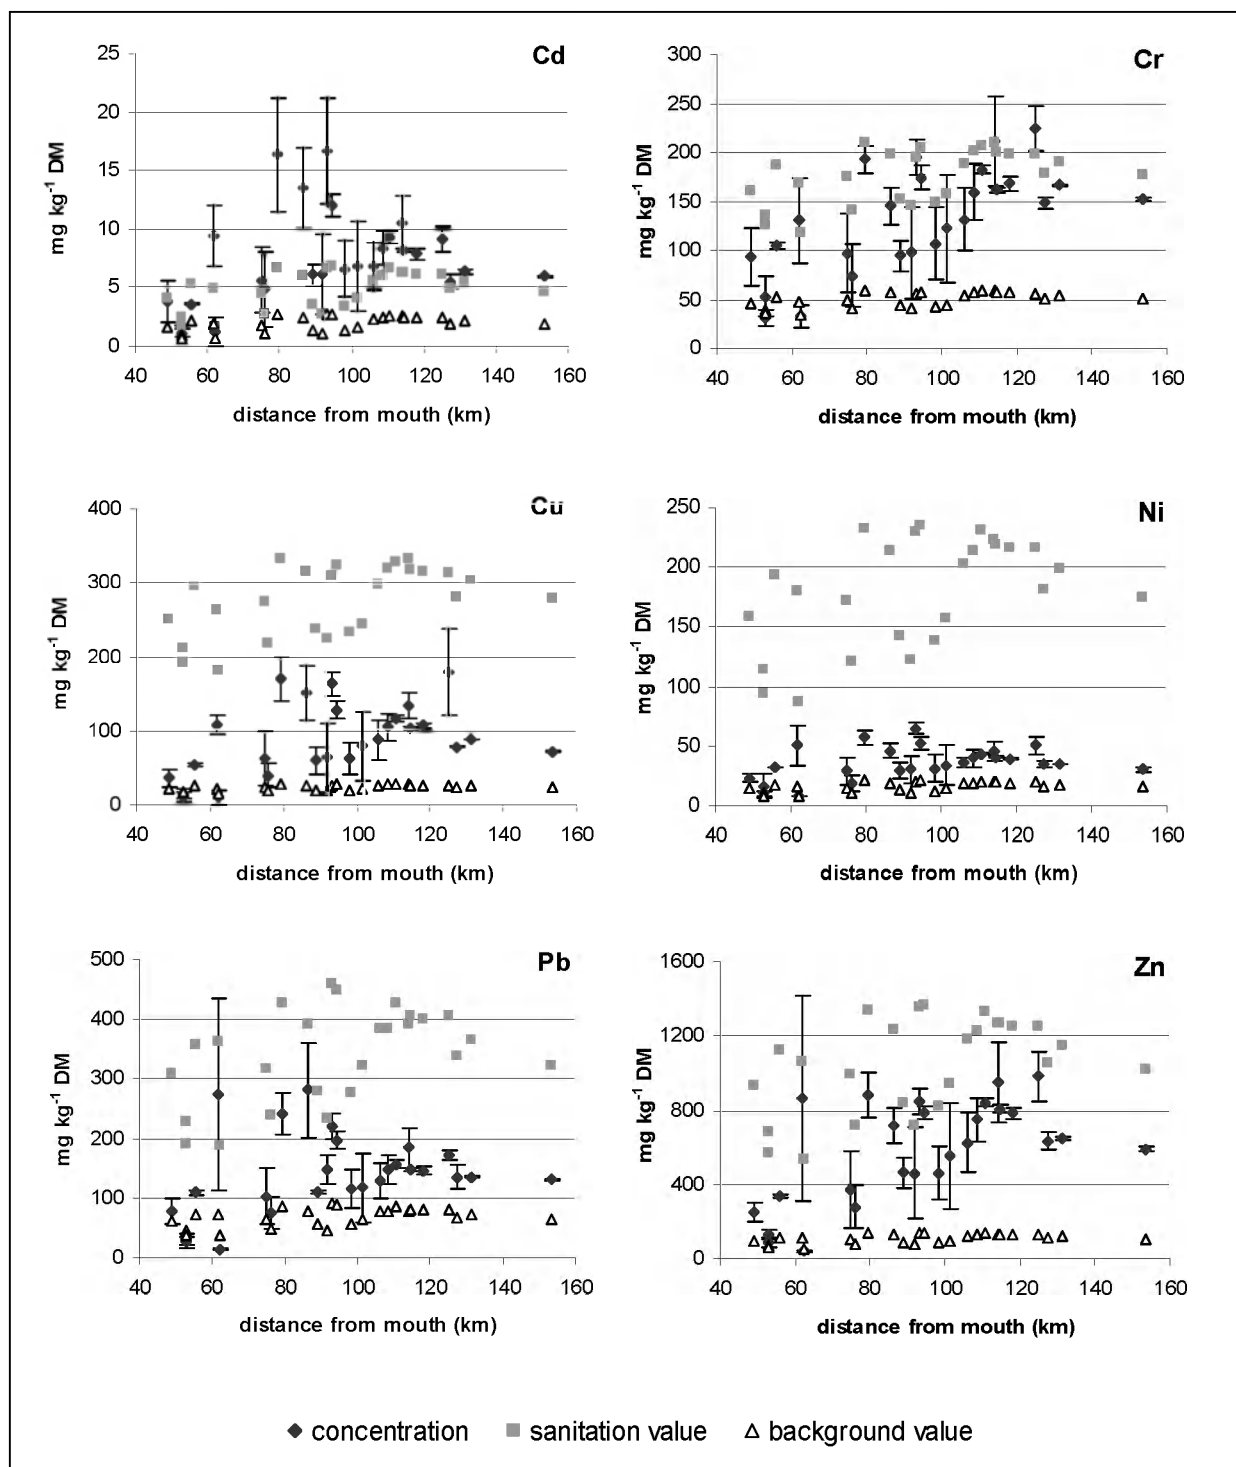 Cd
25
20
15
10
5
0
mg kg-1 DM
40 60 80 100 120 140 160
distance from mouth (km)
Cr
300
250
200
150
100
50
0
mg kg-1 DM
40 60 80 100 120 140 160
distance from mouth (km)
Cu
400
300
200
100
0
mg kg-1 DM
40 60 80 100 120 140 160
distance from mouth (km)
Ni
250
200
150
100
50
0
mg kg-1 DM
40 60 80 100 120 140 160
distance from mouth (km)
Pb
500
400
300
200
100
0
mg kg-1 DM
40 60 80 100 120 140 160
distance from mouth (km)
Zn
1600
1200
800
400
0
mg kg-1 DM
40 60 80 100 120 140 160
distance from mouth (km)
concentration sanitation value background value